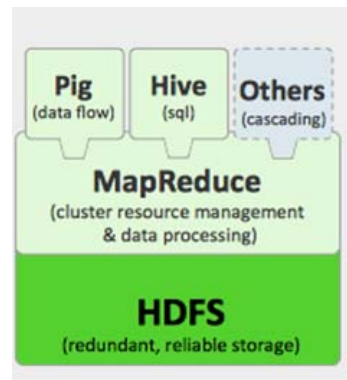 Pig
(data flow)
Hive
(sql)
Others
(cascading)
MapReduce
(cluster resource management
& data processing)
HDFS
(redundant, reliable storage)